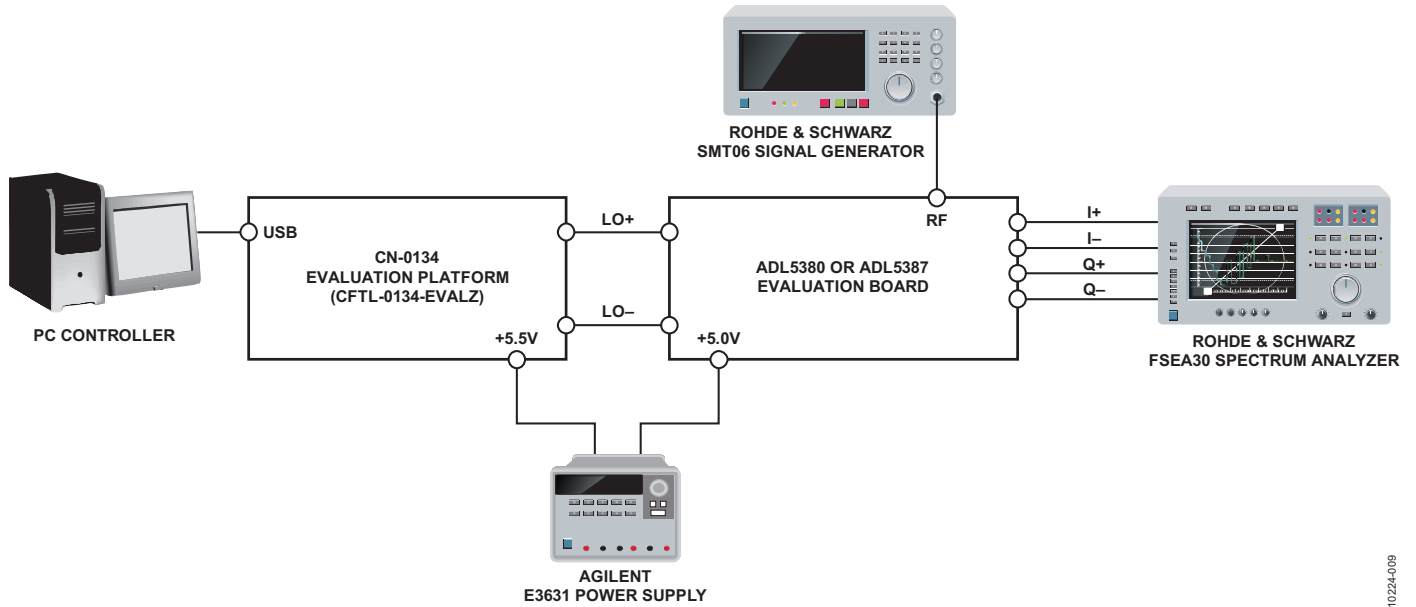 ROHDE & SCHWARZ
SMT06 SIGNAL GENERATOR
PC CONTROLLER
USB
CN-0134
EVALUATION PLATFORM
(CFTL-0134-EVALZ)
+5.5V
LO+
LO–
RF
ADL5380 OR ADL5387
EVALUATION BOARD
+5.0V
I+
I–
Q+
Q–
ROHDE & SCHWARZ
FSEA30 SPECTRUM ANALYZER
AGILENT
E3631 POWER SUPPLY
10224-009